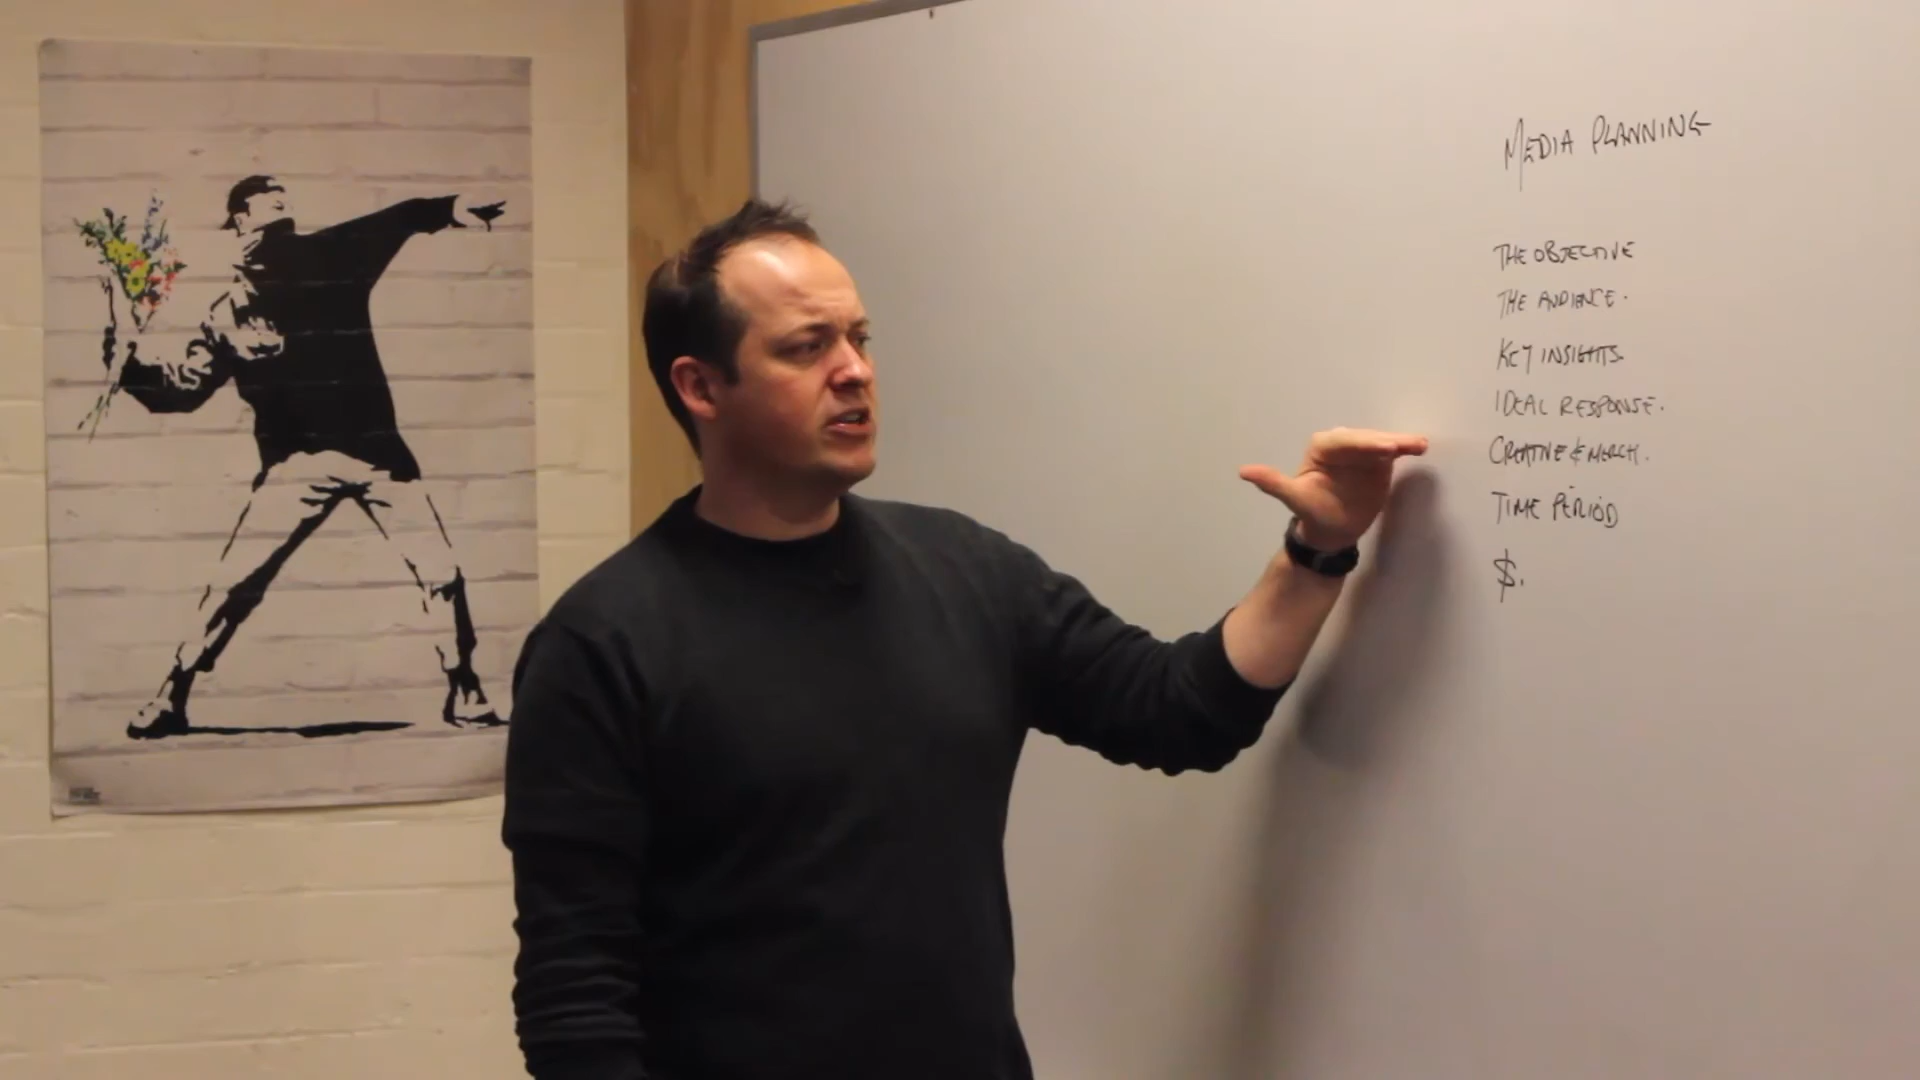 MEDIA PLANNING
THE OBJECTIVE
THE AUDIENCE.
KEY INSIGHTS.
IDEAL RESPONSE.
CREATIVE & MERCH.
TIME PERIOD
$.